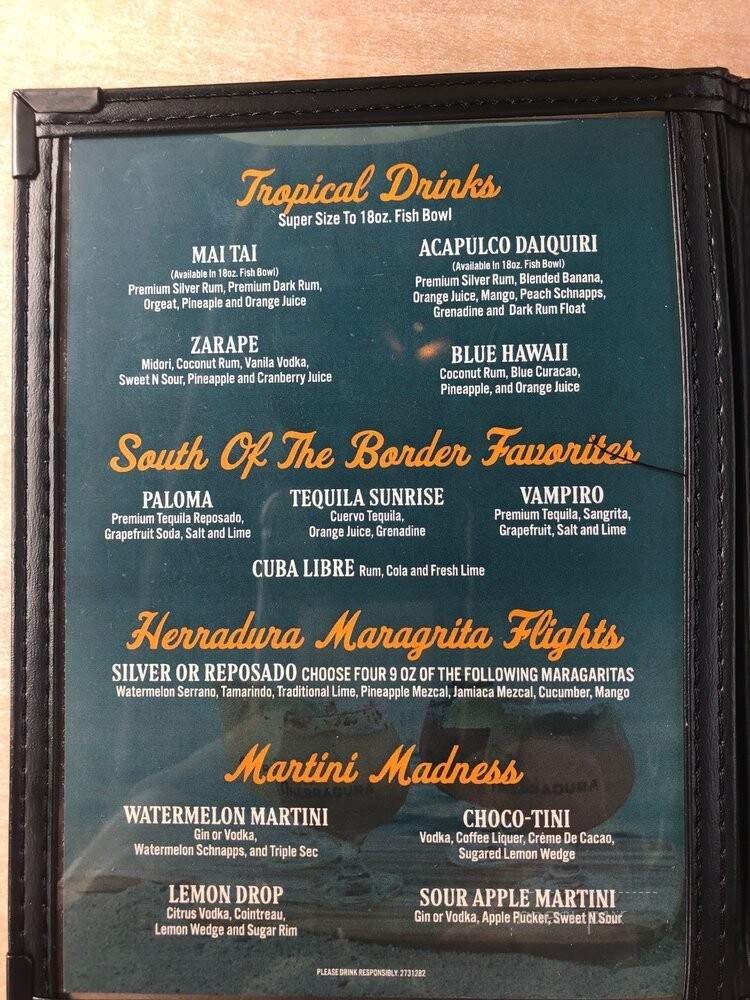 Tropical Drinks
Super Size To 18oz. Fish Bowl
MAI TAI
(Available In 18oz. Fish Bowl)
Premium Silver Rum, Premium Dark Rum,
Orgeat, Pineaple and Orange Juice
ACAPULCO DAIQUIRI
(Available In 18oz. Fish Bowl)
Premium Silver Rum, Blended Banana,
Orange Juice, Mango, Peach Schnapps,
Grenadine and Dark Rum Float
ZARAPE
Midori, Coconut Rum, Vanila Vodka,
Sweet N Sour, Pineapple and Cranberry Juice
BLUE HAWAII
Coconut Rum, Blue Curacao,
Pineapple, and Orange Juice
South Of The Border Favorites
PALOMA
Premium Tequila Reposado,
Grapefruit Soda, Salt and Lime
TEQUILA SUNRISE
Cuervo Tequila,
Orange Juice, Grenadine
VAMPIRO
Premium Tequila, Sangrita,
Grapefruit, Salt and Lime
CUBA LIBRE Rum, Cola and Fresh Lime
Herradura Maragrita Flights
SILVER OR REPOSADO CHOOSE FOUR 9 OZ OF THE FOLLOWING MARAGARITAS
Watermelon Serrano, Tamarindo, Traditional Lime, Pineapple Mezcal, Jamiaca Mezcal, Cucumber, Mango
Martini Madness
WATERMELON MARTINI
Gin or Vodka,
Watermelon Schnapps, and Triple Sec
CHOCO-TINI
Vodka, Coffee Liquer, Crème De Cacao,
Sugared Lemon Wedge
LEMON DROP
Citrus Vodka, Cointreau,
Lemon Wedge and Sugar Rim
SOUR APPLE MARTINI
Gin or Vodka, Apple Pucker, Sweet N Sour
PLEASE DRINK RESPONSIBLY. 2731282